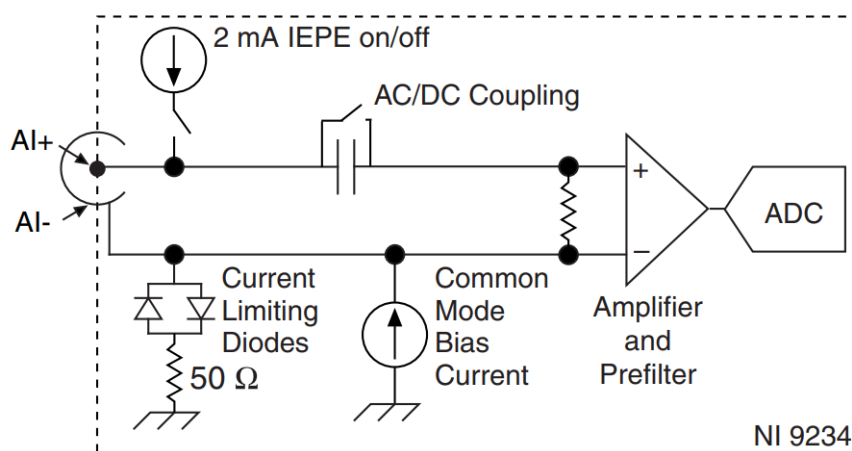 2 mA IEPE on/off
AC/DC Coupling
AI+
AI-
+
−
ADC
Current
Limiting
Diodes
50 Ω
Common
Mode
Bias
Current
Amplifier
and
Prefilter
NI 9234